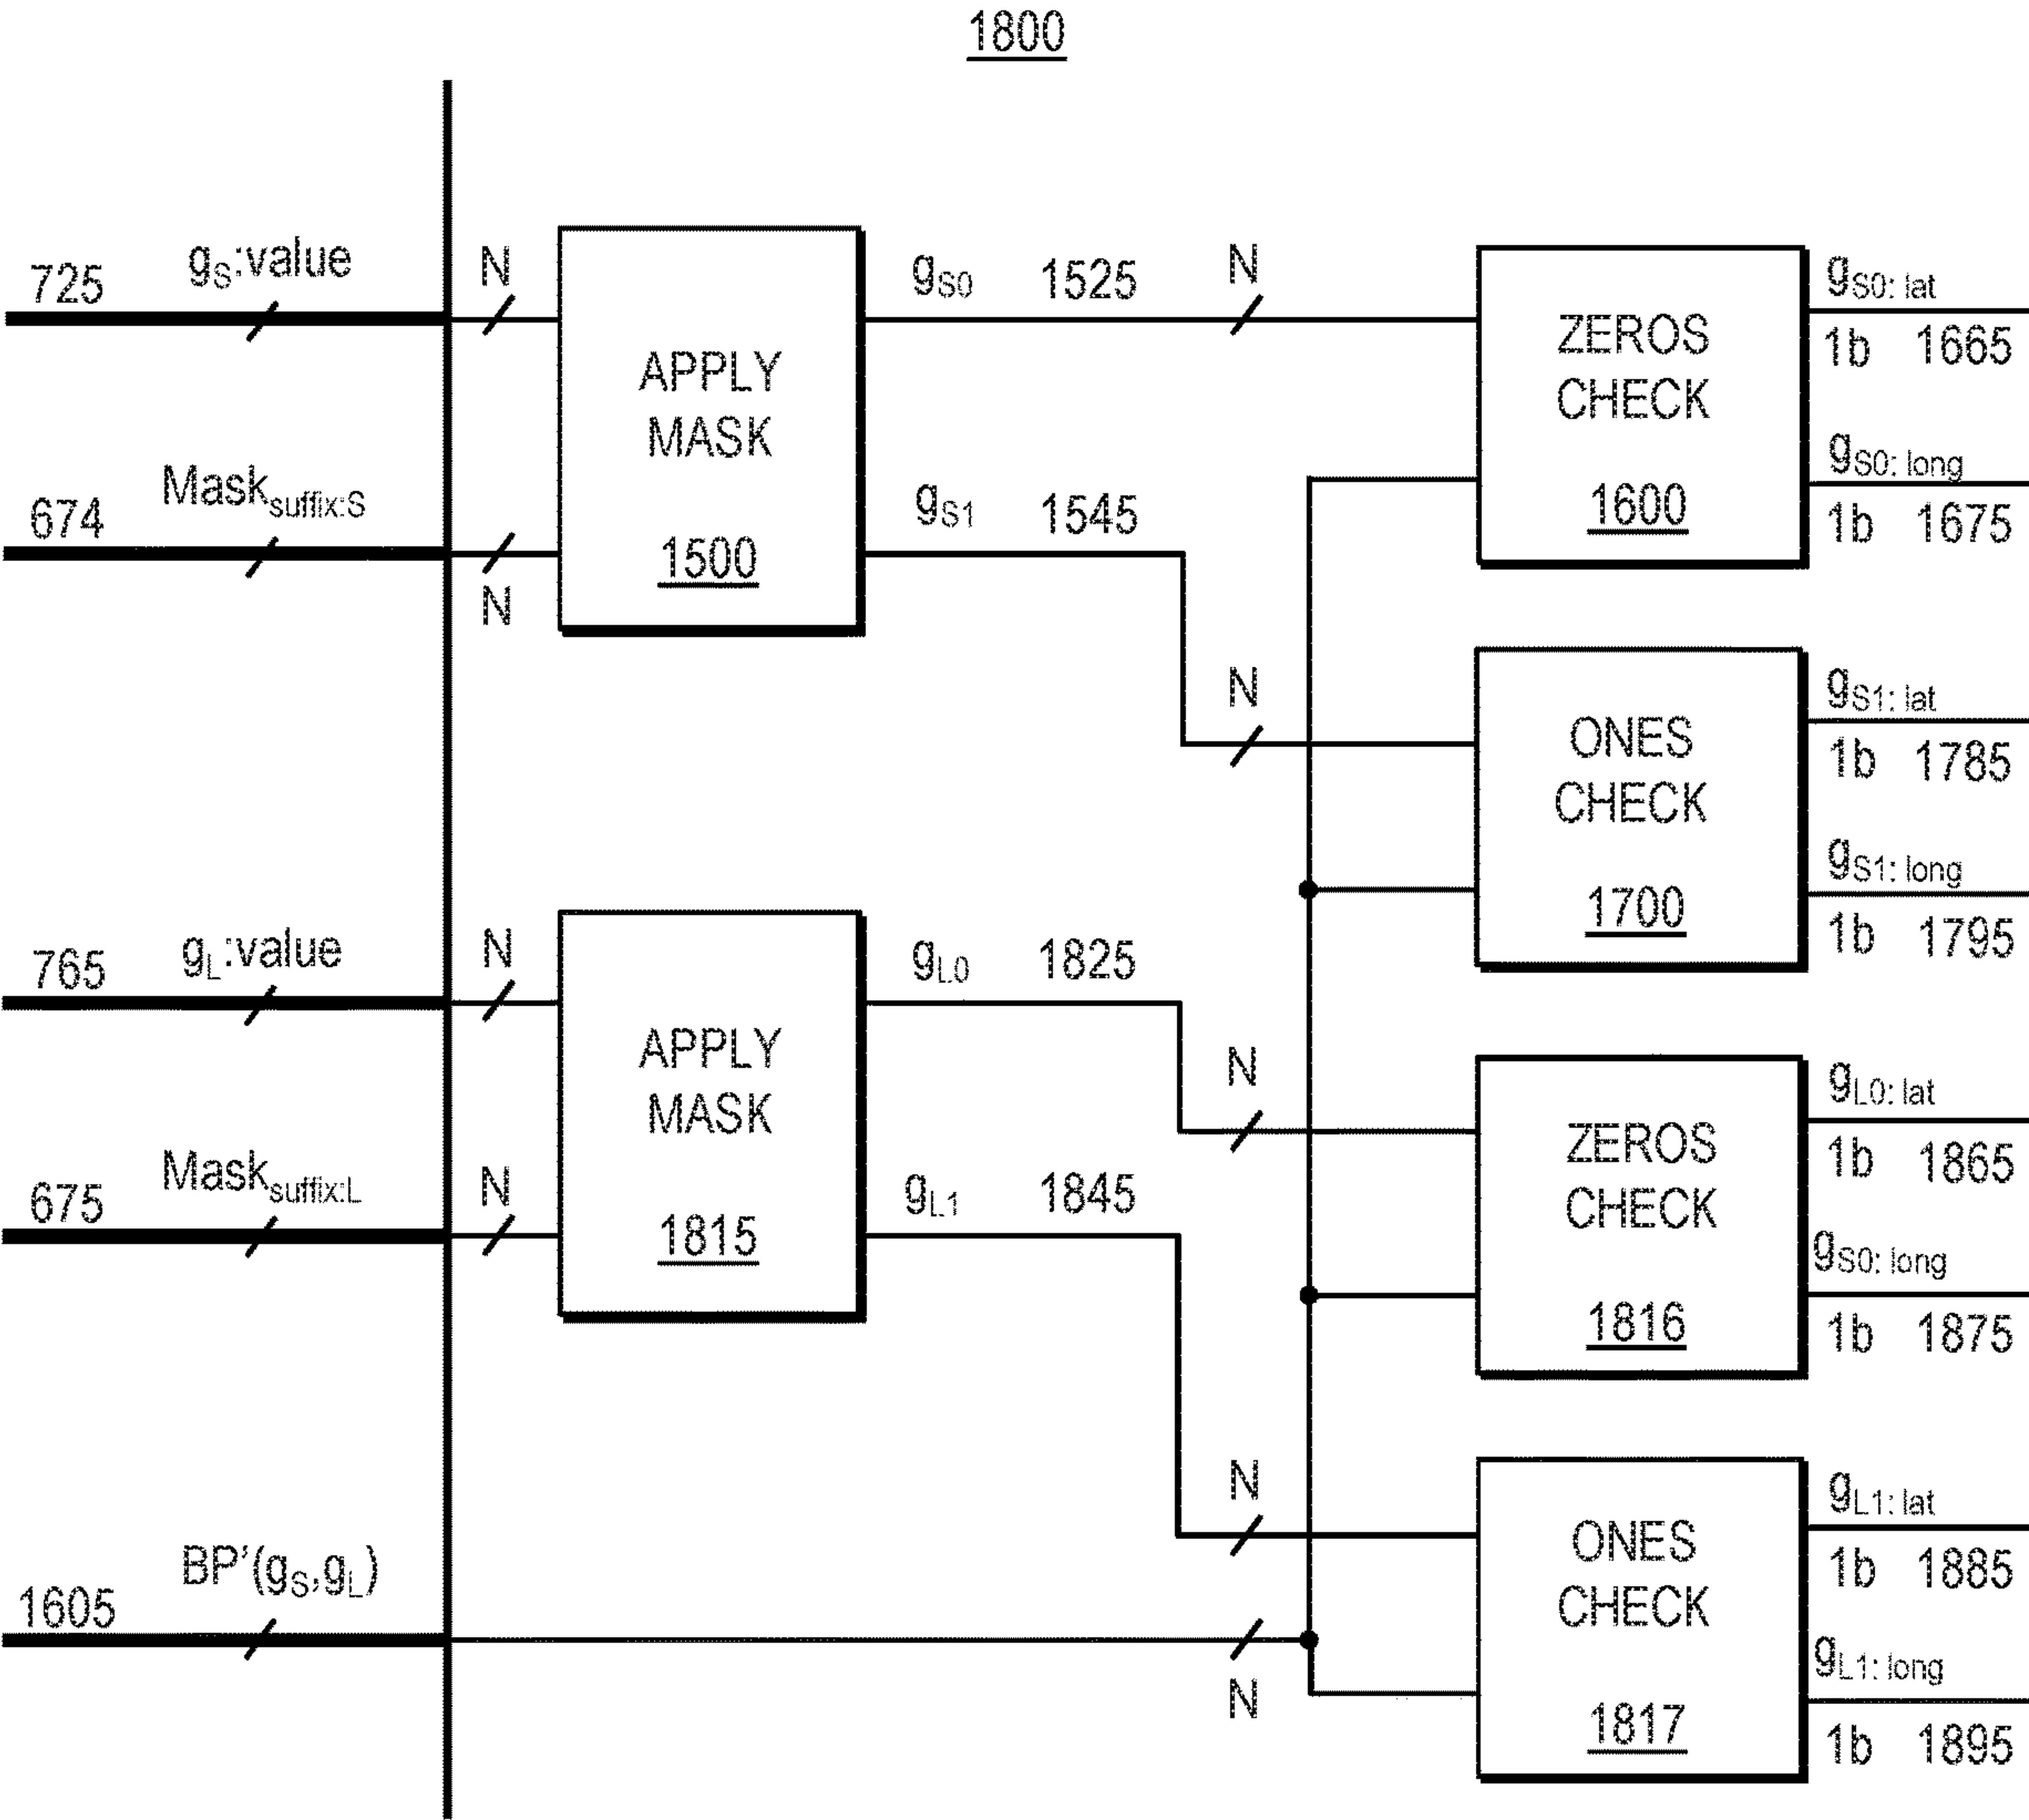 1800
725 gS:value N
674 Masksuffix:S N
APPLY
MASK
1500
gS0 1525 N
gS1 1545 N
ZEROS
CHECK
1600
gS0: lat
1b 1665
gS0: long
1b 1675
ONES
CHECK
1700
gS1: lat
1b 1785
gS1: long
1b 1795
765 gL:value N
675 Masksuffix:L N
APPLY
MASK
1815
gL0 1825 N
gL1 1845 N
ZEROS
CHECK
1816
gL0: lat
1b 1865
gS0: long
1b 1875
1605 BP'(gS,gL) N
ONES
CHECK
1817
gL1: lat
1b 1885
gL1: long
1b 1895